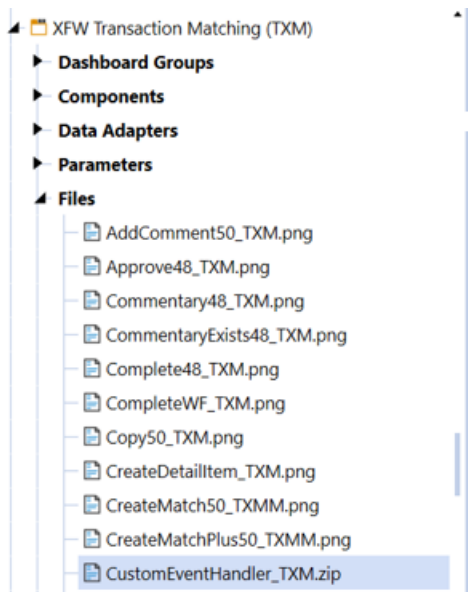 XFW Transaction Matching (TXM)
Dashboard Groups
Components
Data Adapters
Parameters
Files
AddComment50_TXM.png
Approve48_TXM.png
Commentary48_TXM.png
CommentaryExists48_TXM.png
Complete48_TXM.png
CompleteWF_TXM.png
Copy50_TXM.png
CreateDetailItem_TXM.png
CreateMatch50_TXMM.png
CreateMatchPlus50_TXMM.png
CustomEventHandler_TXM.zip